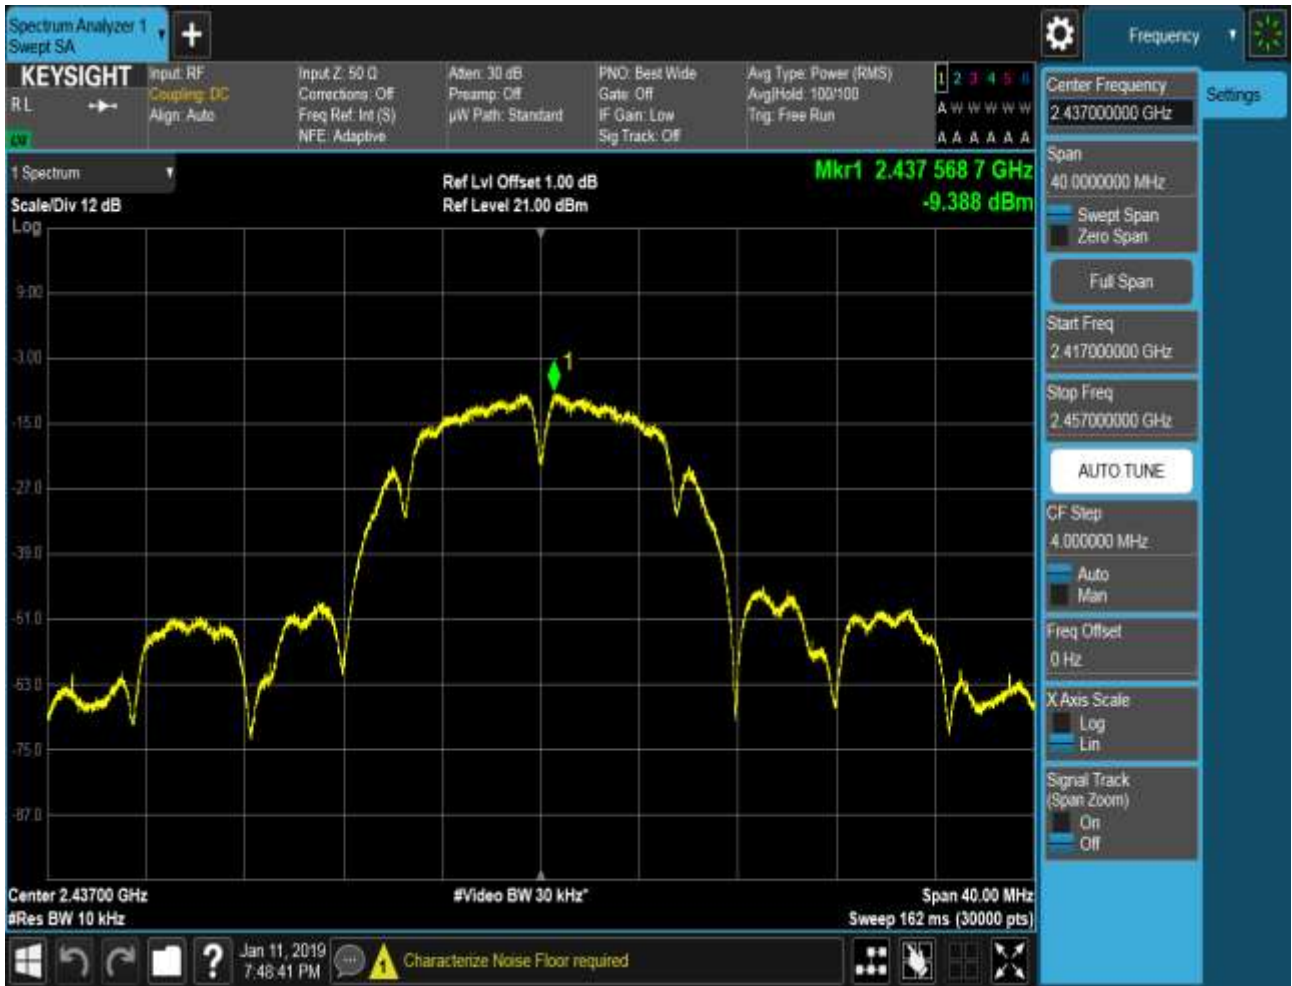 Spectrum Analyzer 1
Swept SA
Frequency
KEYSIGHT
R L
Input: RF
Coupling: DC
Align: Auto
Input Z: 50 Ω
Corrections: Off
Freq Ref: Int (S)
NFE: Adaptive
Atten: 30 dB
Preamp: Off
µW Path: Standard
PNO: Best Wide
Gate: Off
IF Gain: Low
Sig Track: Off
Avg Type: Power (RMS)
Avg|Hold: 100/100
Trig: Free Run
1 2 3 4 5 6
A W W W W W
A A A A A A
1 Spectrum
Scale/Div 12 dB
Log
Ref Lvl Offset 1.00 dB
Ref Level 21.00 dBm
Mkr1 2.437 568 7 GHz
-9.388 dBm
9.00
-3.00
-15.0
-27.0
-39.0
-51.0
-63.0
-75.0
-87.0
1
Center 2.43700 GHz
#Res BW 10 kHz
#Video BW 30 kHz*
Span 40.00 MHz
Sweep 162 ms (30000 pts)
Center Frequency
2.437000000 GHz
Settings
Span
40.0000000 MHz
Swept Span
Zero Span
Full Span
Start Freq
2.417000000 GHz
Stop Freq
2.457000000 GHz
AUTO TUNE
CF Step
4.000000 MHz
Auto
Man
Freq Offset
0 Hz
X Axis Scale
Log
Lin
Signal Track
(Span Zoom)
On
Off
?
Jan 11, 2019
7:48:41 PM
1
Characterize Noise Floor required